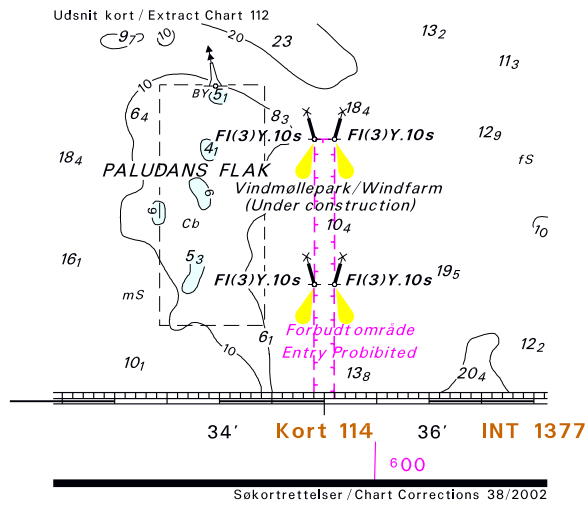 Udsnit kort / Extract Chart 112
97
10
20
23
132
113
10
BY
51
64
83
184
Fl(3)Y.10s Fl(3)Y.10s
129
184
41
PALUDANS FLAK
fS
Vindmøllepark/Windfarm
(Under construction)
6
6
Cb
104
10
53
161
195
mS
Fl(3)Y.10s Fl(3)Y.10s
61
Forbudt område
Entry Probibited
122
101
10
138
204
34' Kort 114 36' INT 1377
600
Søkortrettelser / Chart Corrections 38/2002